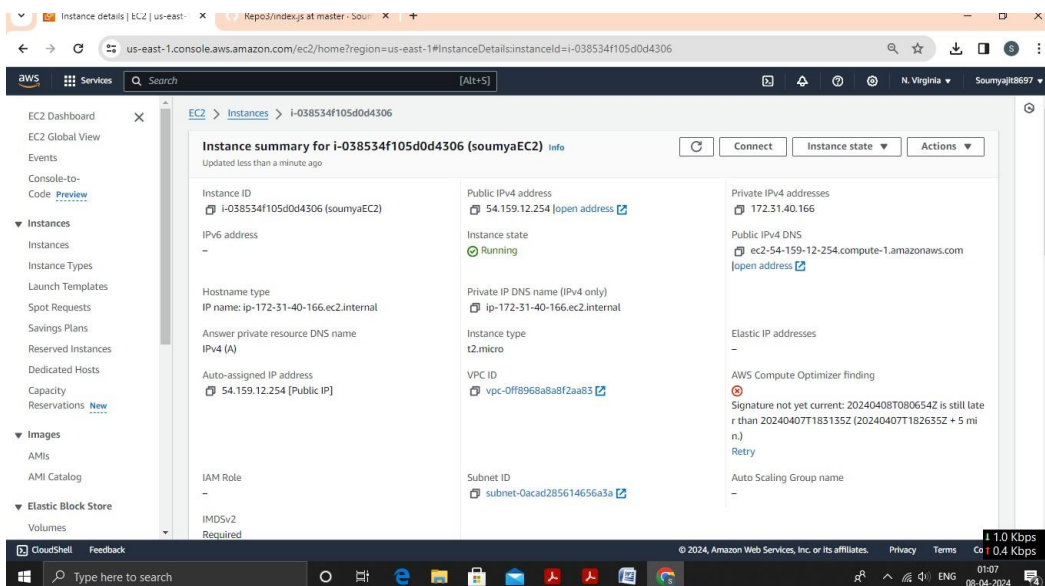 Instance details | EC2 | us-east-
Repo3/index.js at master · Soum
us-east-1.console.aws.amazon.com/ec2/home?region=us-east-1#InstanceDetails:instanceId=i-038534f105d0d4306
S
aws
Services
Search
[Alt+S]
N. Virginia
Soumyajit8697
EC2 Dashboard
EC2 Global View
Events
Console-to-
Code Preview
Instances
Instances
Instance Types
Launch Templates
Spot Requests
Savings Plans
Reserved Instances
Dedicated Hosts
Capacity
Reservations New
Images
AMIs
AMI Catalog
Elastic Block Store
Volumes
EC2 > Instances > i-038534f105d0d4306
Instance summary for i-038534f105d0d4306 (soumyaEC2) Info
Updated less than a minute ago
Connect
Instance state
Actions
Instance ID
i-038534f105d0d4306 (soumyaEC2)
Public IPv4 address
54.159.12.254 |open address
Private IPv4 addresses
172.31.40.166
IPv6 address
–
Instance state
Running
Public IPv4 DNS
ec2-54-159-12-254.compute-1.amazonaws.com
|open address
Hostname type
IP name: ip-172-31-40-166.ec2.internal
Private IP DNS name (IPv4 only)
ip-172-31-40-166.ec2.internal
Answer private resource DNS name
IPv4 (A)
Instance type
t2.micro
Elastic IP addresses
–
Auto-assigned IP address
54.159.12.254 [Public IP]
VPC ID
vpc-0ff8968a8a8f2aa83
AWS Compute Optimizer finding
Signature not yet current: 20240408T080654Z is still late
r than 20240407T183135Z (20240407T182635Z + 5 mi
n.)
Retry
IAM Role
–
Subnet ID
subnet-0acad285614656a3a
Auto Scaling Group name
–
IMDSv2
Required
CloudShell
Feedback
© 2024, Amazon Web Services, Inc. or its affiliates.
Privacy
Terms
Co
1.0 Kbps
0.4 Kbps
Type here to search
ENG
01:07
08-04-2024